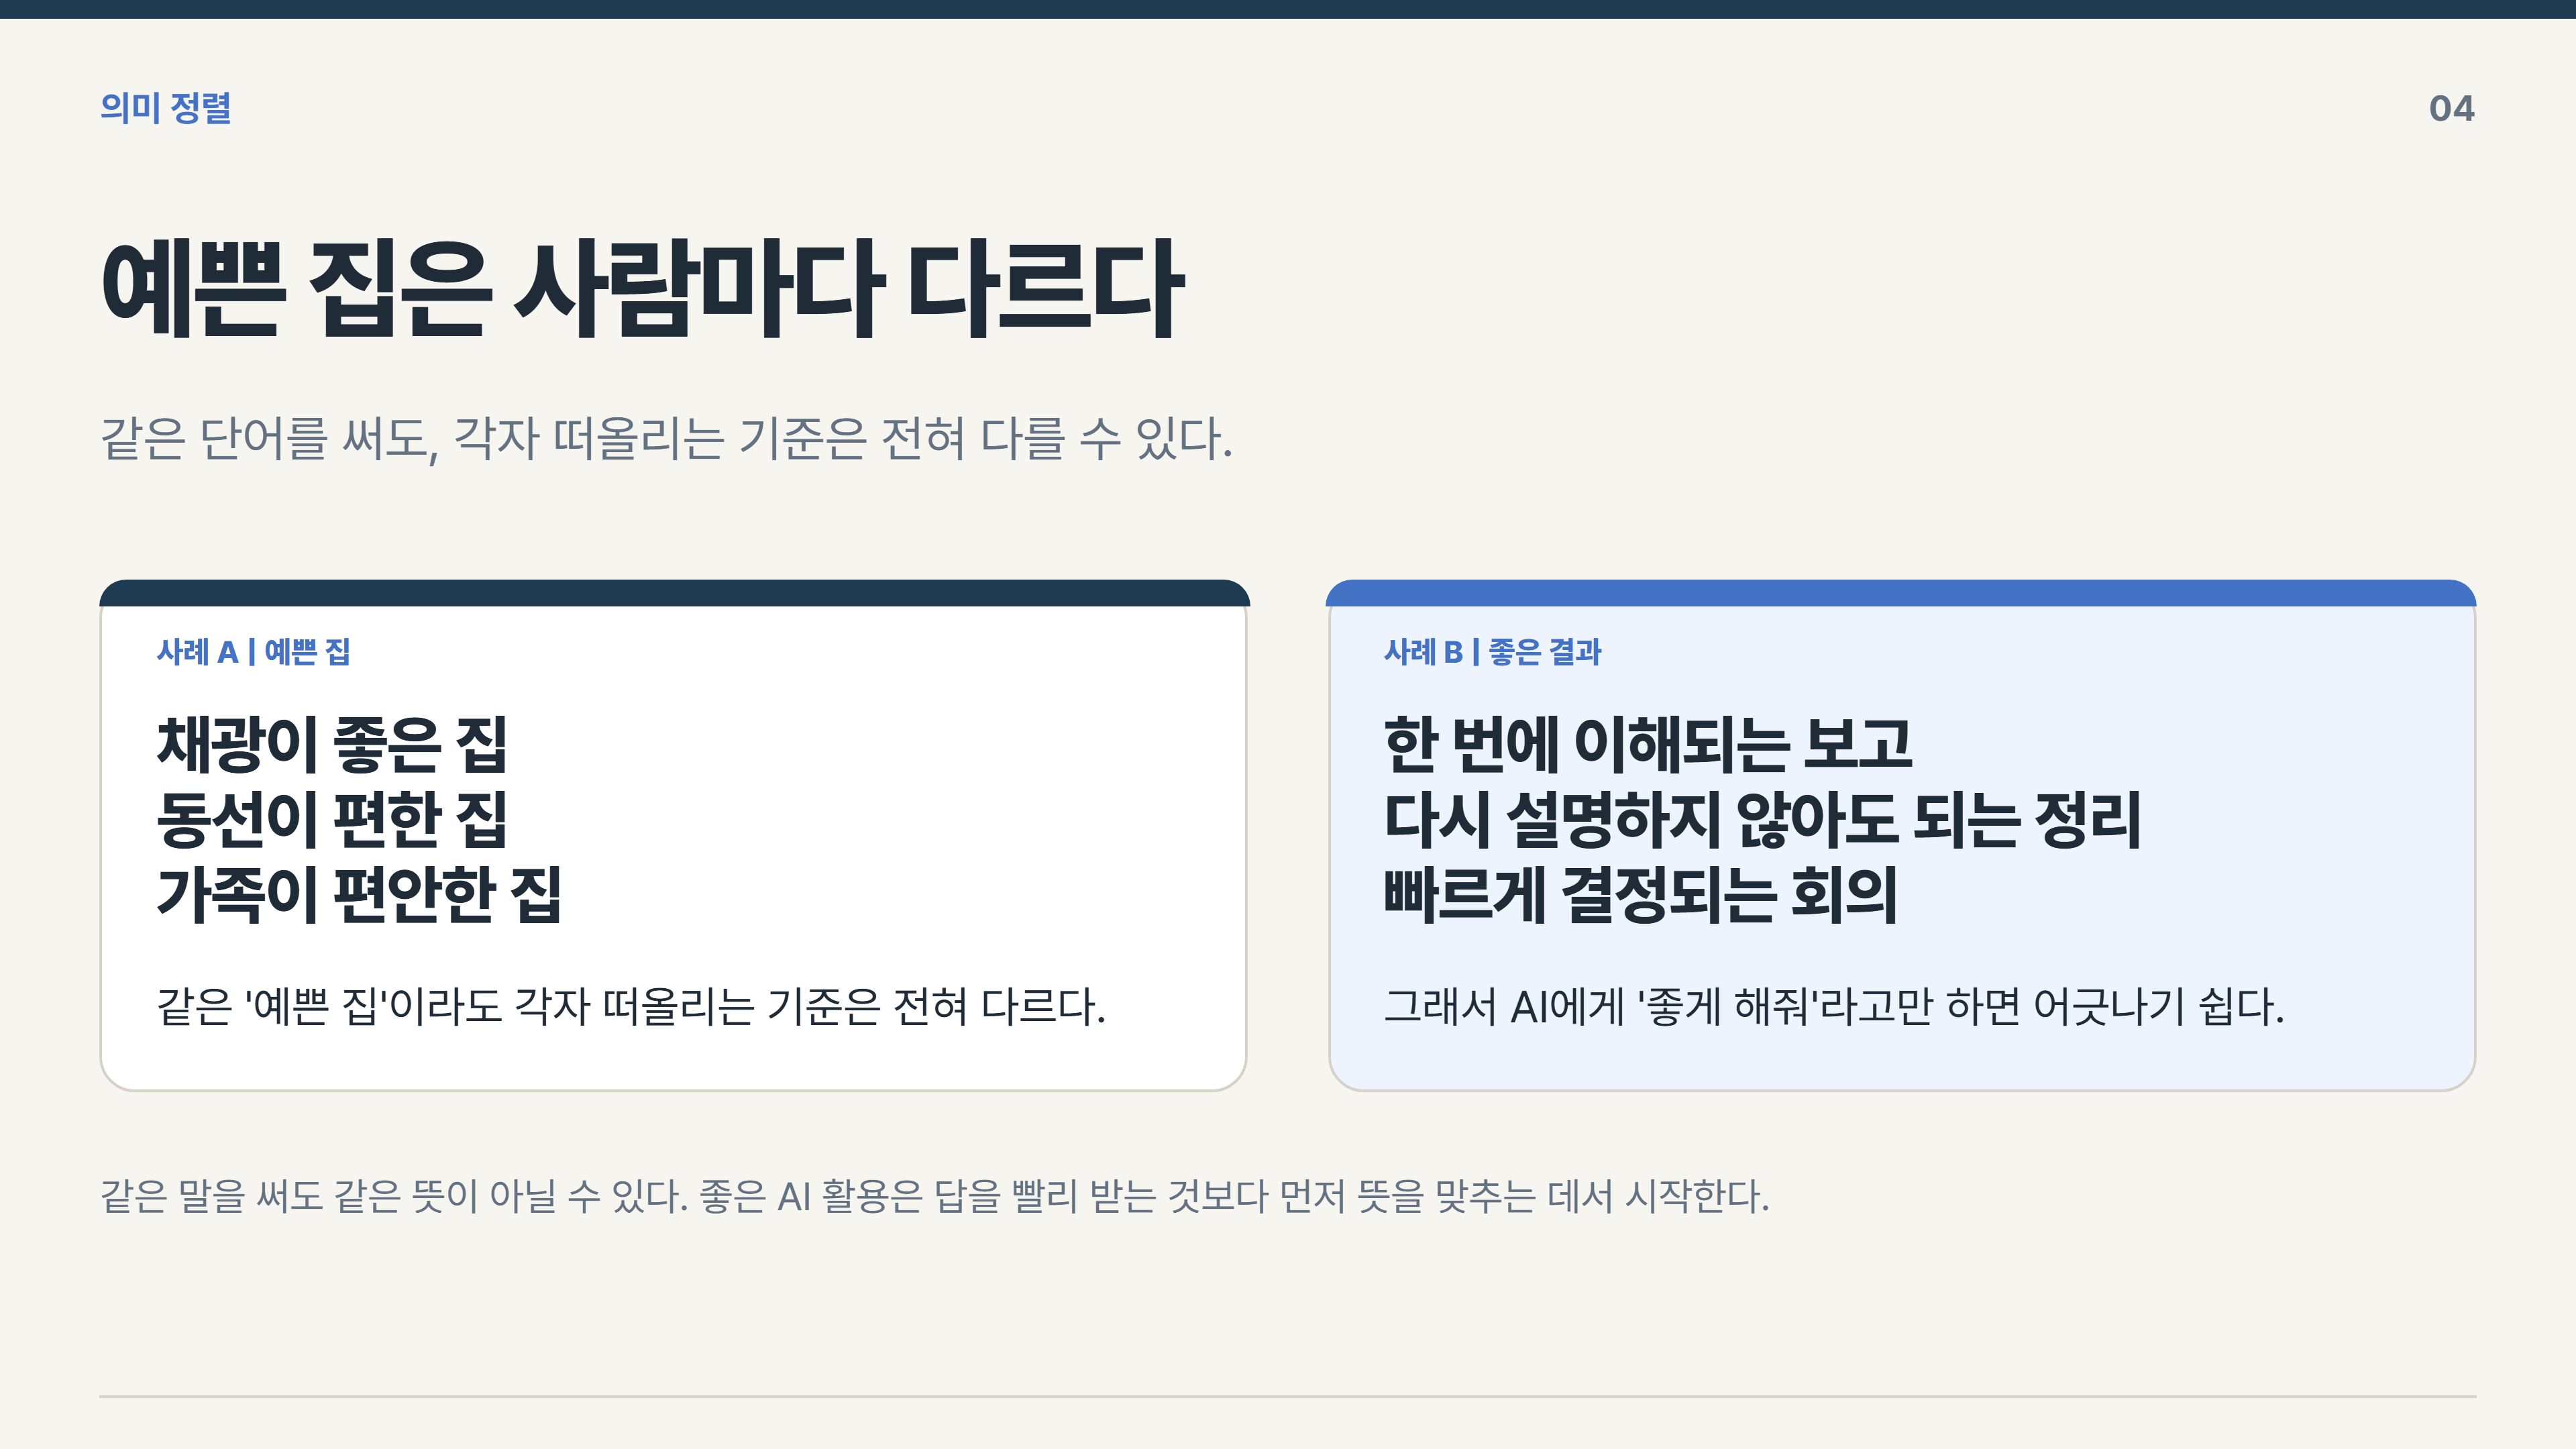 의미 정렬
04
예쁜 집은 사람마다 다르다
같은 단어를 써도, 각자 떠올리는 기준은 전혀 다를 수 있다.
사례 A | 예쁜 집
채광이 좋은 집
동선이 편한 집
가족이 편안한 집
같은 '예쁜 집'이라도 각자 떠올리는 기준은 전혀 다르다.
사례 B | 좋은 결과
한 번에 이해되는 보고
다시 설명하지 않아도 되는 정리
빠르게 결정되는 회의
그래서 AI에게 '좋게 해줘'라고만 하면 어긋나기 쉽다.
같은 말을 써도 같은 뜻이 아닐 수 있다. 좋은 AI 활용은 답을 빨리 받는 것보다 먼저 뜻을 맞추는 데서 시작한다.